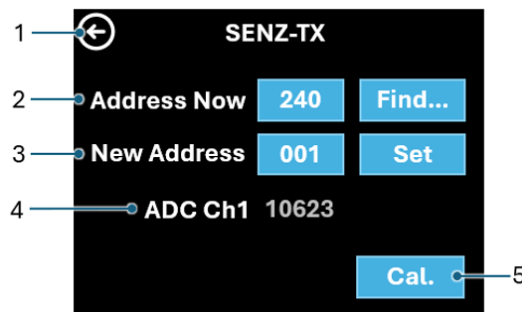 1 SENZ-TX
2 Address Now 240 Find...
3 New Address 001 Set
4 ADC Ch1 10623
Cal. 5